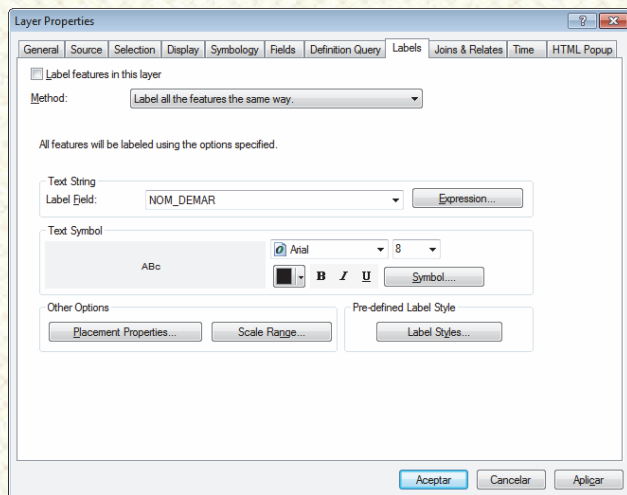 Layer Properties
General Source Selection Display Symbology Fields Definition Query Labels Joins & Relates Time HTML Popup
Label features in this layer
Method: Label all the features the same way.
All features will be labeled using the options specified.
Text String
Label Field: NOM_DEMAR Expression...
Text Symbol
ABc
Arial 8
B I U Symbol....
Other Options
Placement Properties... Scale Range...
Pre-defined Label Style
Label Styles...
Aceptar Cancelar Aplicar